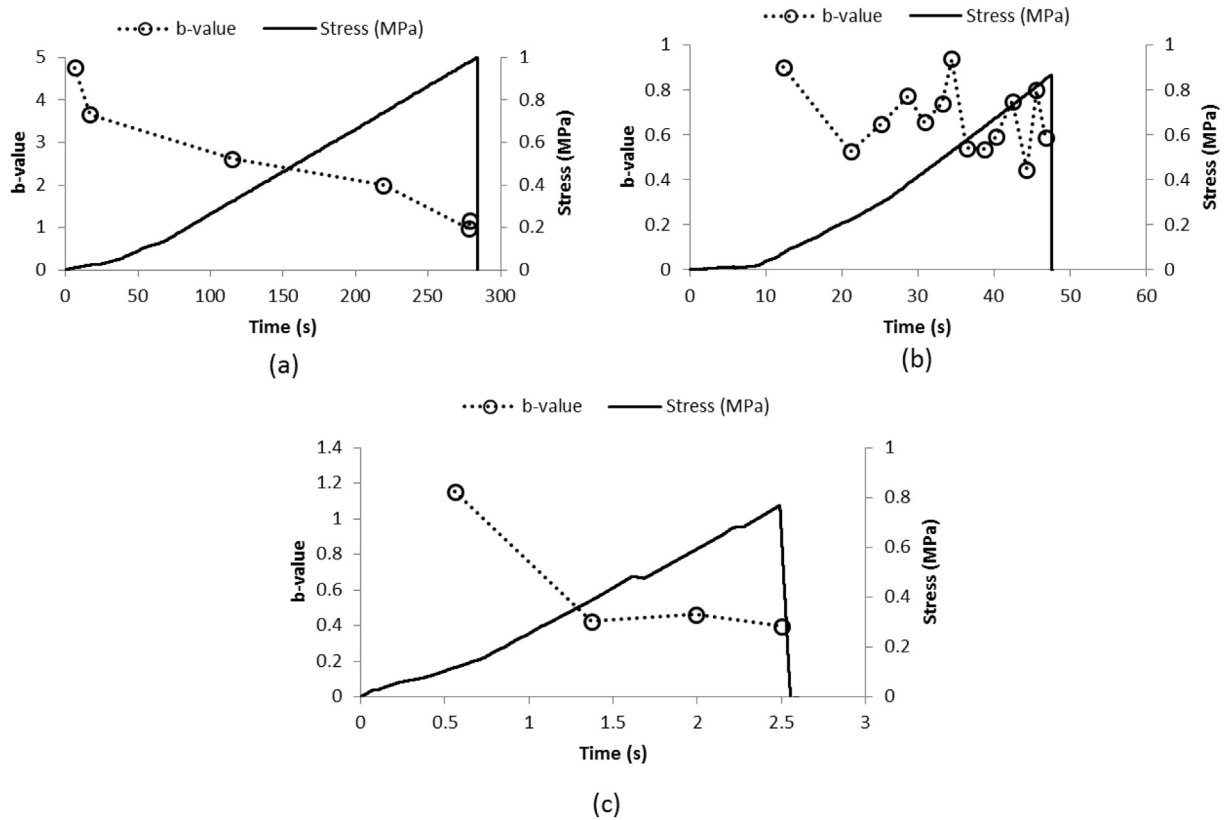 b-value Stress (MPa)
5 1
4 0.8
3 0.6
2 0.4
1 0.2
0 0
0 50 100 150 200 250 300
b-value
Stress (MPa)
Time (s)
(a)
b-value Stress (MPa)
1 1
0.8 0.8
0.6 0.6
0.4 0.4
0.2 0.2
0 0
0 10 20 30 40 50 60
b-value
Stress (MPa)
Time (s)
(b)
b-value Stress (MPa)
1.4 1
1.2
0.8
1
0.8 0.6
0.6 0.4
0.4
0.2
0.2
0 0
0 0.5 1 1.5 2 2.5 3
b-value
Stress (MPa)
Time (s)
(c)